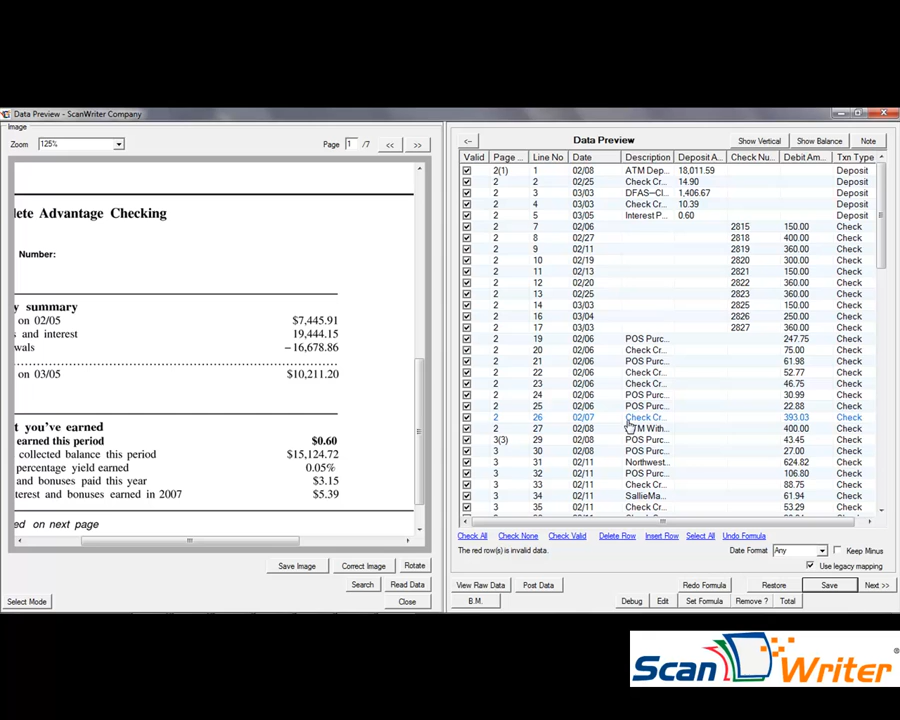 Data Preview - ScanWriter Company
Image
Zoom 125% Page 1 /7 << >>
lete Advantage Checking
Number:
y summary
on 02/05 $7,445.91
s and interest 19,444.15
wals −16,678.86
on 03/05 $10,211.20
t you've earned
earned this period $0.60
collected balance this period $15,124.72
percentage yield earned 0.05%
and bonuses paid this year $3.15
terest and bonuses earned in 2007 $5.39
ed on next page
Save Image Correct Image Rotate
Search Read Data
Select Mode Close
<-- Data Preview Show Vertical Show Balance Note
Valid Page ... Line No Date Description Deposit A... Check Nu... Debit Am... Txn Type
2(1) 1 02/08 ATM Dep... 18,011.59 Deposit
2 2 02/25 Check Cr... 14.90 Deposit
2 3 03/03 DFAS--Cl... 1,406.67 Deposit
2 4 03/03 Check Cr... 10.39 Deposit
2 5 03/05 Interest P... 0.60 Deposit
2 7 02/06 2815 150.00 Check
2 8 02/27 2818 400.00 Check
2 9 02/11 2819 360.00 Check
2 10 02/19 2820 300.00 Check
2 11 02/13 2821 150.00 Check
2 12 02/20 2822 360.00 Check
2 13 02/25 2823 360.00 Check
2 14 03/03 2825 150.00 Check
2 16 03/04 2826 250.00 Check
2 17 03/03 2827 360.00 Check
2 19 02/06 POS Purc... 247.75 Check
2 20 02/06 Check Cr... 75.00 Check
2 21 02/06 POS Purc... 61.98 Check
2 22 02/06 Check Cr... 52.77 Check
2 23 02/06 Check Cr... 46.75 Check
2 24 02/06 POS Purc... 30.99 Check
2 25 02/06 POS Purc... 22.88 Check
2 26 02/07 Check Cr... 393.03 Check
2 27 02/08 M With... 400.00 Check
3(3) 29 02/08 POS Purc... 43.45 Check
3 30 02/08 POS Purc... 27.00 Check
3 31 02/11 Northwest... 624.82 Check
3 32 02/11 POS Purc... 106.80 Check
3 33 02/11 Check Cr... 88.75 Check
3 34 02/11 SallieMa... 61.94 Check
3 35 02/11 Check Cr... 53.29 Check
Check All Check None Check Valid Delete Row Insert Row Select All Undo Formula
The red row(s) is invalid data. Date Format Any Keep Minus
Use legacy mapping
View Raw Data Post Data Redo Formula Restore Save Next >>
B.M. Debug Edit Set Formula Remove ? Total
Scan Writer ®